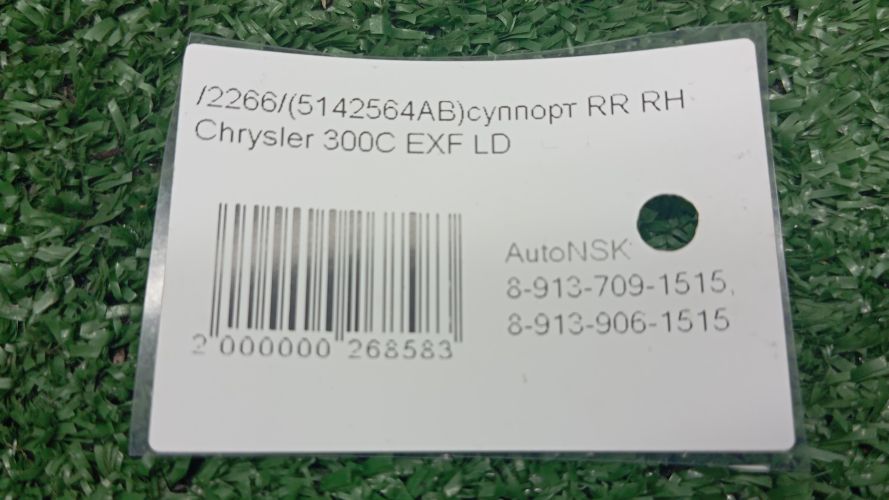 /2266/(5142564AB)суппорт RR RH
Chrysler 300C EXF LD
AutoNSK:
8-913-709-1515,
8-913-906-1515
2 000000 268583